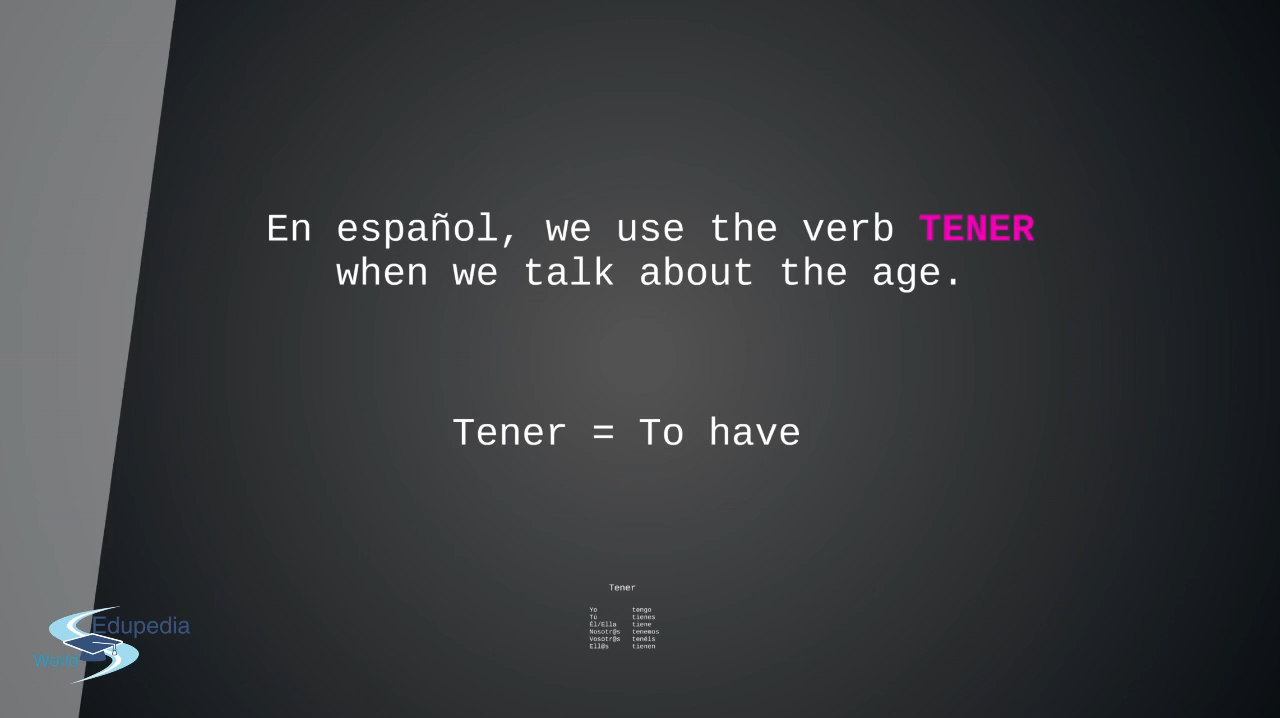 En español, we use the verb TENER
when we talk about the age.
Tener = To have
Tener
Yo tengo
Tú tienes
Él/Ella tiene
Nosotr@s tenemos
Vosotr@s tenéis
Ell@s tienen
Edupedia
World